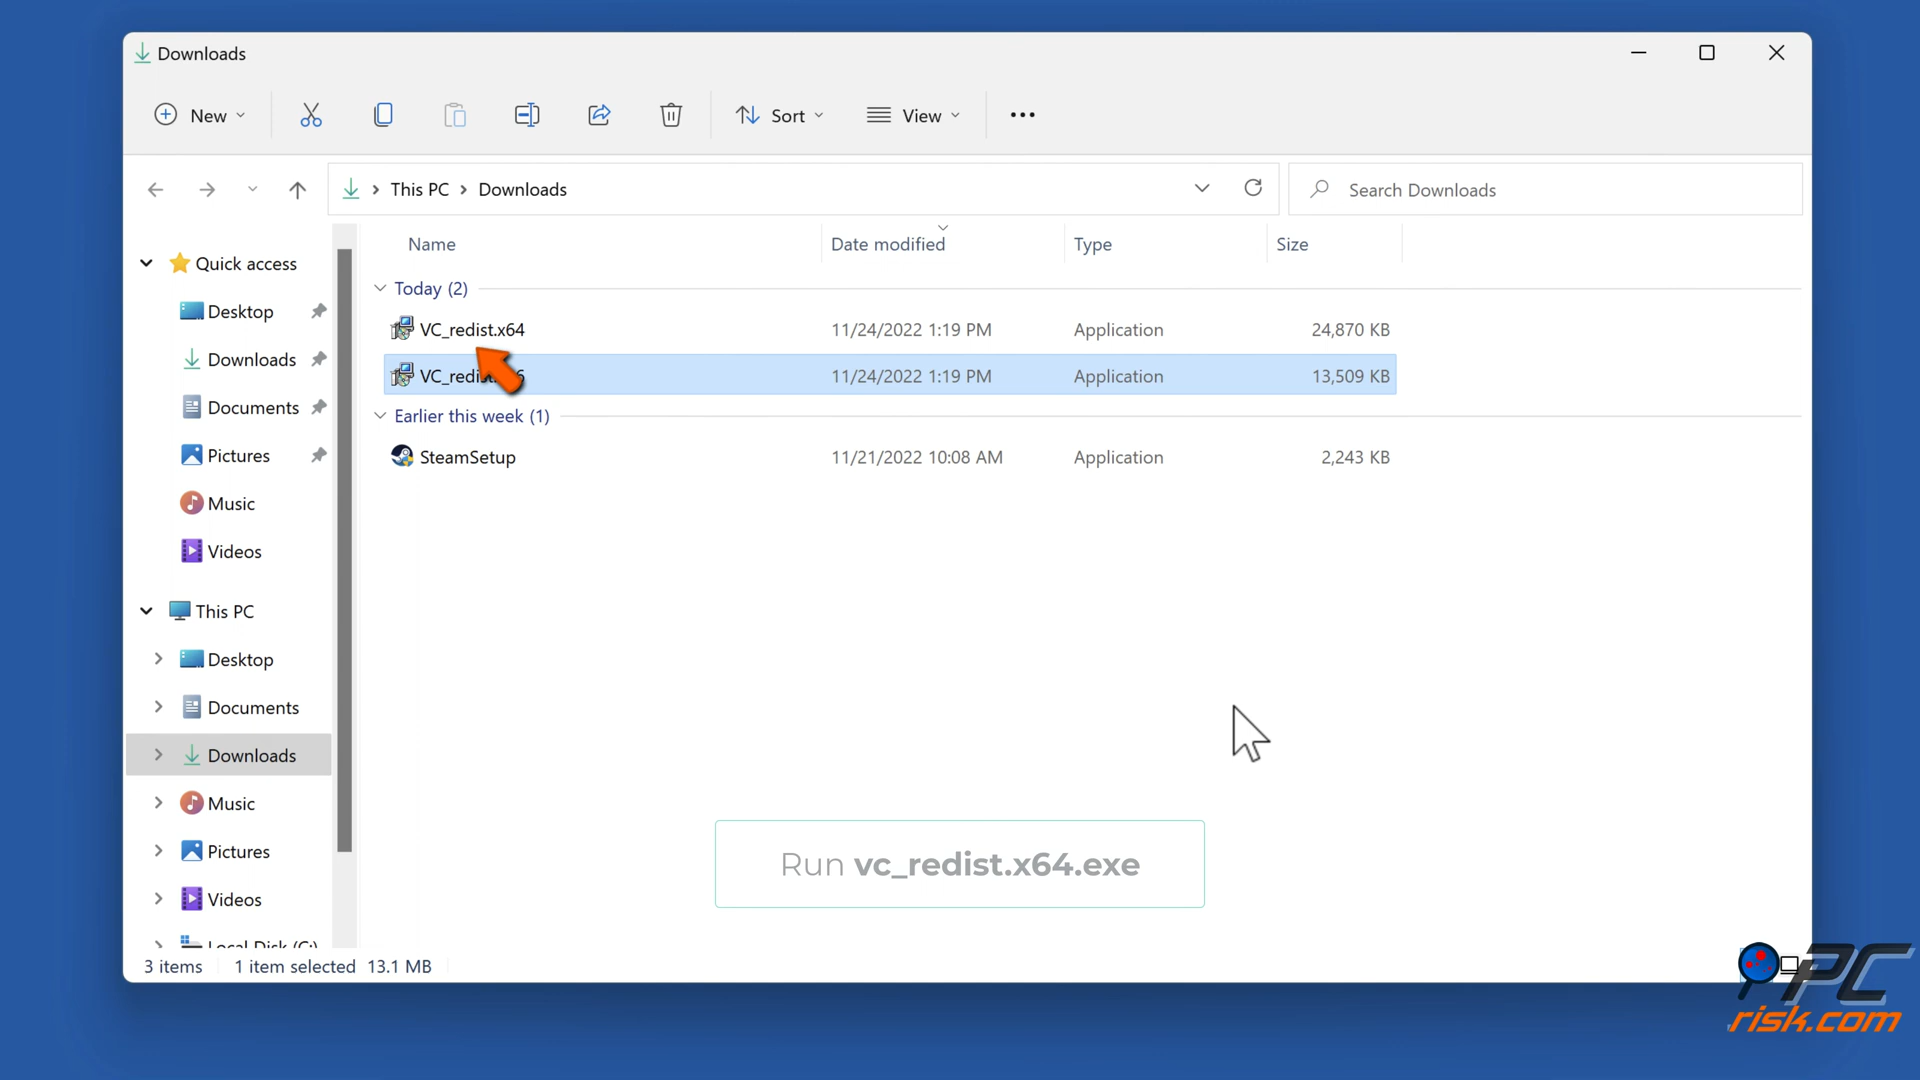 Downloads
New
Sort
View
This PC
Downloads
Search Downloads
Name
Date modified
Type
Size
Quick access
Desktop
Downloads
Documents
Pictures
Music
Videos
This PC
Desktop
Documents
Downloads
Music
Pictures
Videos
Local Disk (C:)
Today (2)
VC_redist.x64 11/24/2022 1:19 PM Application 24,870 KB
11/24/2022 1:19 PM Application 13,509 KB
Earlier this week (1)
SteamSetup 11/21/2022 10:08 AM Application 2,243 KB
Run vc_redist.x64.exe
3 items 1 item selected 13.1 MB
PC
risk.com